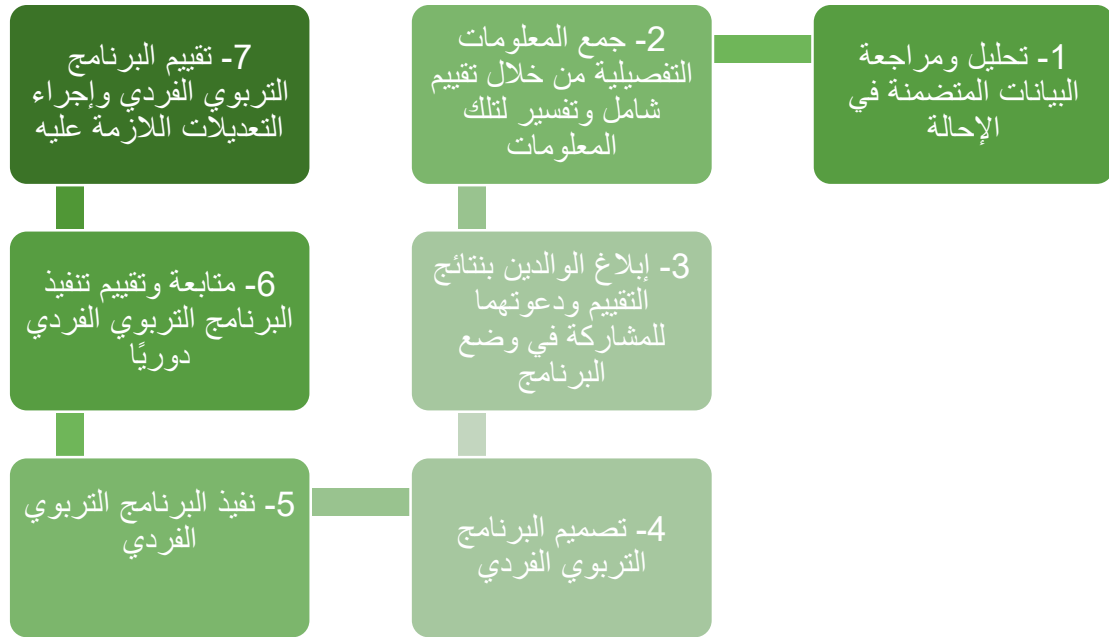 1- تحليل ومراجعة
البيانات المتضمنة في
الإحالة
2- جمع المعلومات
التفصيلية من خلال تقييم
شامل وتفسير لتلك
المعلومات
3- إبلاغ الوالدين بنتائج
التقييم ودعوتهما
للمشاركة في وضع
البرنامج
4- تصميم البرنامج
التربوي الفردي
5- نفيذ البرنامج التربوي
الفردي
6- متابعة وتقييم تنفيذ
البرنامج التربوي الفردي
دوريًا
7- تقييم البرنامج
التربوي الفردي وإجراء
التعديلات اللازمة عليه